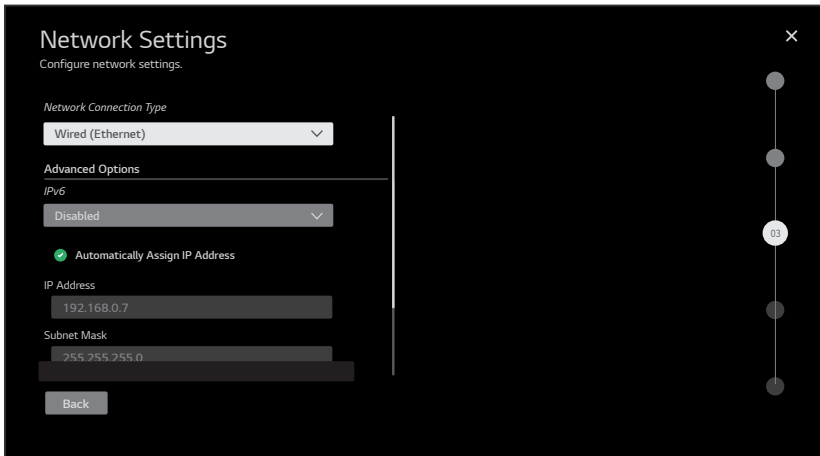 Network Settings
Configure network settings.
Network Connection Type
Wired (Ethernet)
Advanced Options
IPv6
Disabled
Automatically Assign IP Address
IP Address
192.168.0.7
Subnet Mask
255.255.255.0
Back
03